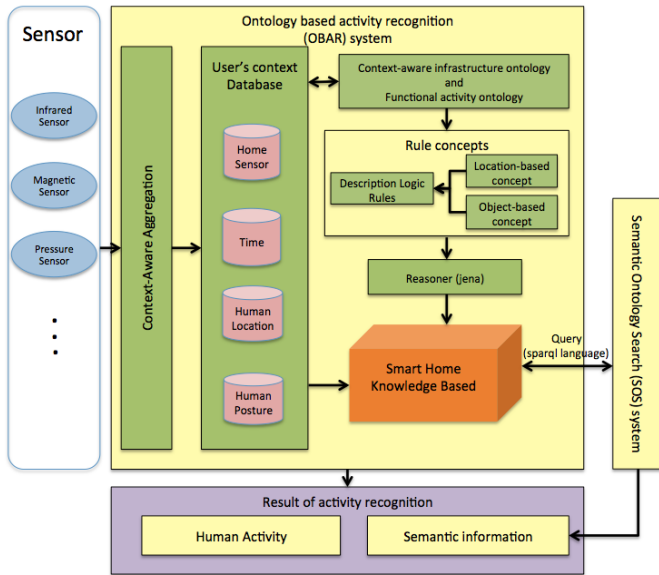 Sensor
Infrared
Sensor
Magnetic
Sensor
Pressure
Sensor
Context-Aware Aggregation
Ontology based activity recognition
(OBAR) system
User's context
Database
Home
Sensor
Time
Human
Location
Human
Posture
Context-aware infrastructure ontology
and
Functional activity ontology
Rule concepts
Description Logic
Rules
Location-based
concept
Object-based
concept
Reasoner (jena)
Smart Home
Knowledge Based
Query
(sparql language)
Semantic Ontology Search (SOS) system
Result of activity recognition
Human Activity
Semantic information